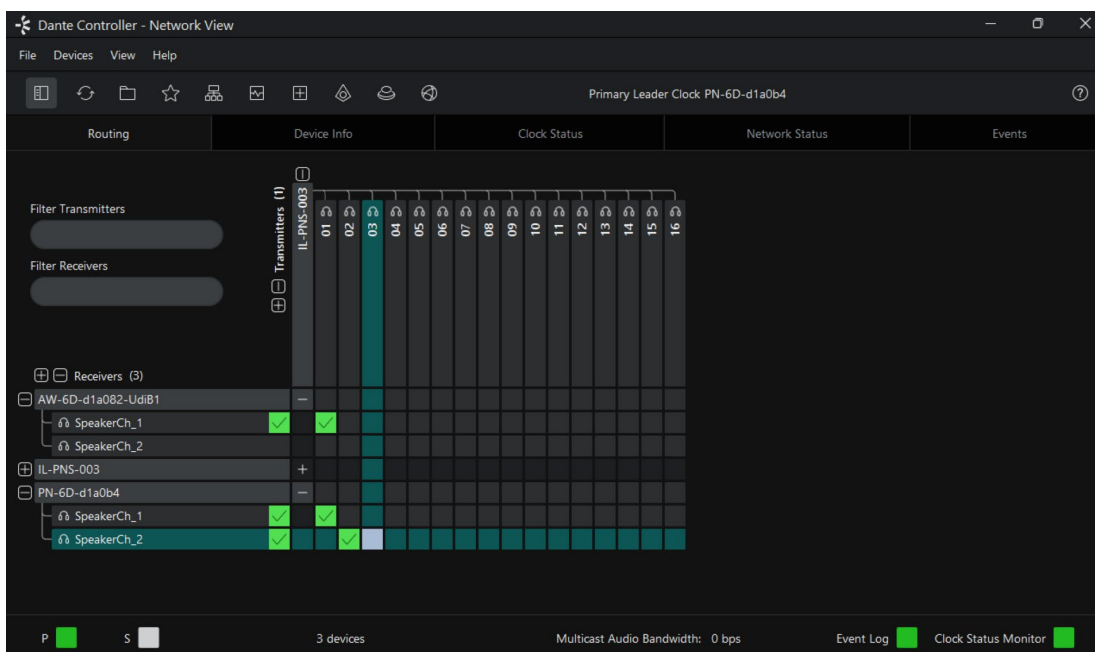 Dante Controller - Network View
File Devices View Help
Primary Leader Clock PN-6D-d1a0b4
Routing Device Info Clock Status Network Status Events
Filter Transmitters
Filter Receivers
Transmitters (1)
IL-PNS-003
01 02 03 04 05 06 07 08 09 10 11 12 13 14 15 16
Receivers (3)
AW-6D-d1a082-UdiB1
SpeakerCh_1
SpeakerCh_2
IL-PNS-003
PN-6D-d1a0b4
SpeakerCh_1
SpeakerCh_2
P S 3 devices Multicast Audio Bandwidth: 0 bps Event Log Clock Status Monitor